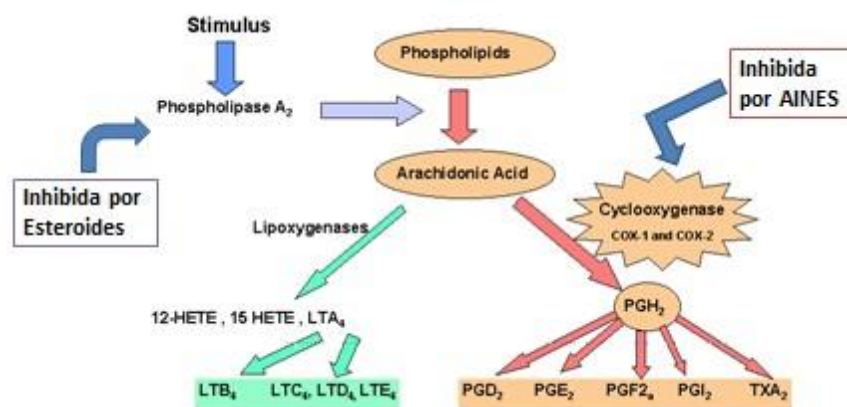 Stimulus
Phospholipids
Inhibida
por AINES
Phospholipase A₂
Inhibida por
Esteroides
Arachidonic Acid
Cyclooxygenase
COX-1 and COX-2
Lipoxygenases
12-HETE , 15 HETE , LTA₄
PGH₂
LTB₄ LTC₄, LTD₄, LTE₄
PGD₂ PGE₂ PGF2ₐ PGI₂ TXA₂